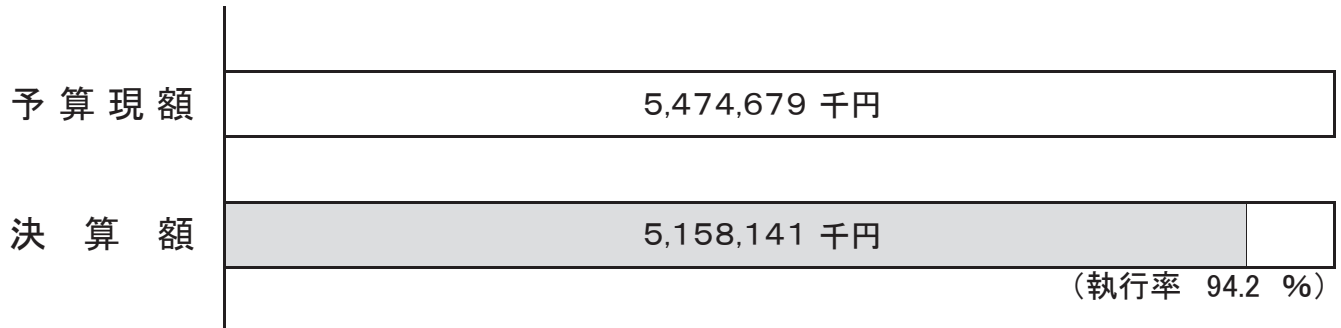 予算現額 5,474,679 千円
決算額 5,158,141 千円
（執行率 94.2 %）